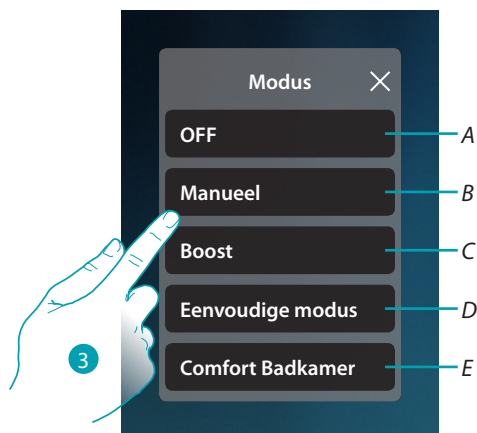 Modus
OFF A
Manueel B
Boost C
Eenvoudige modus D
Comfort Badkamer E
3